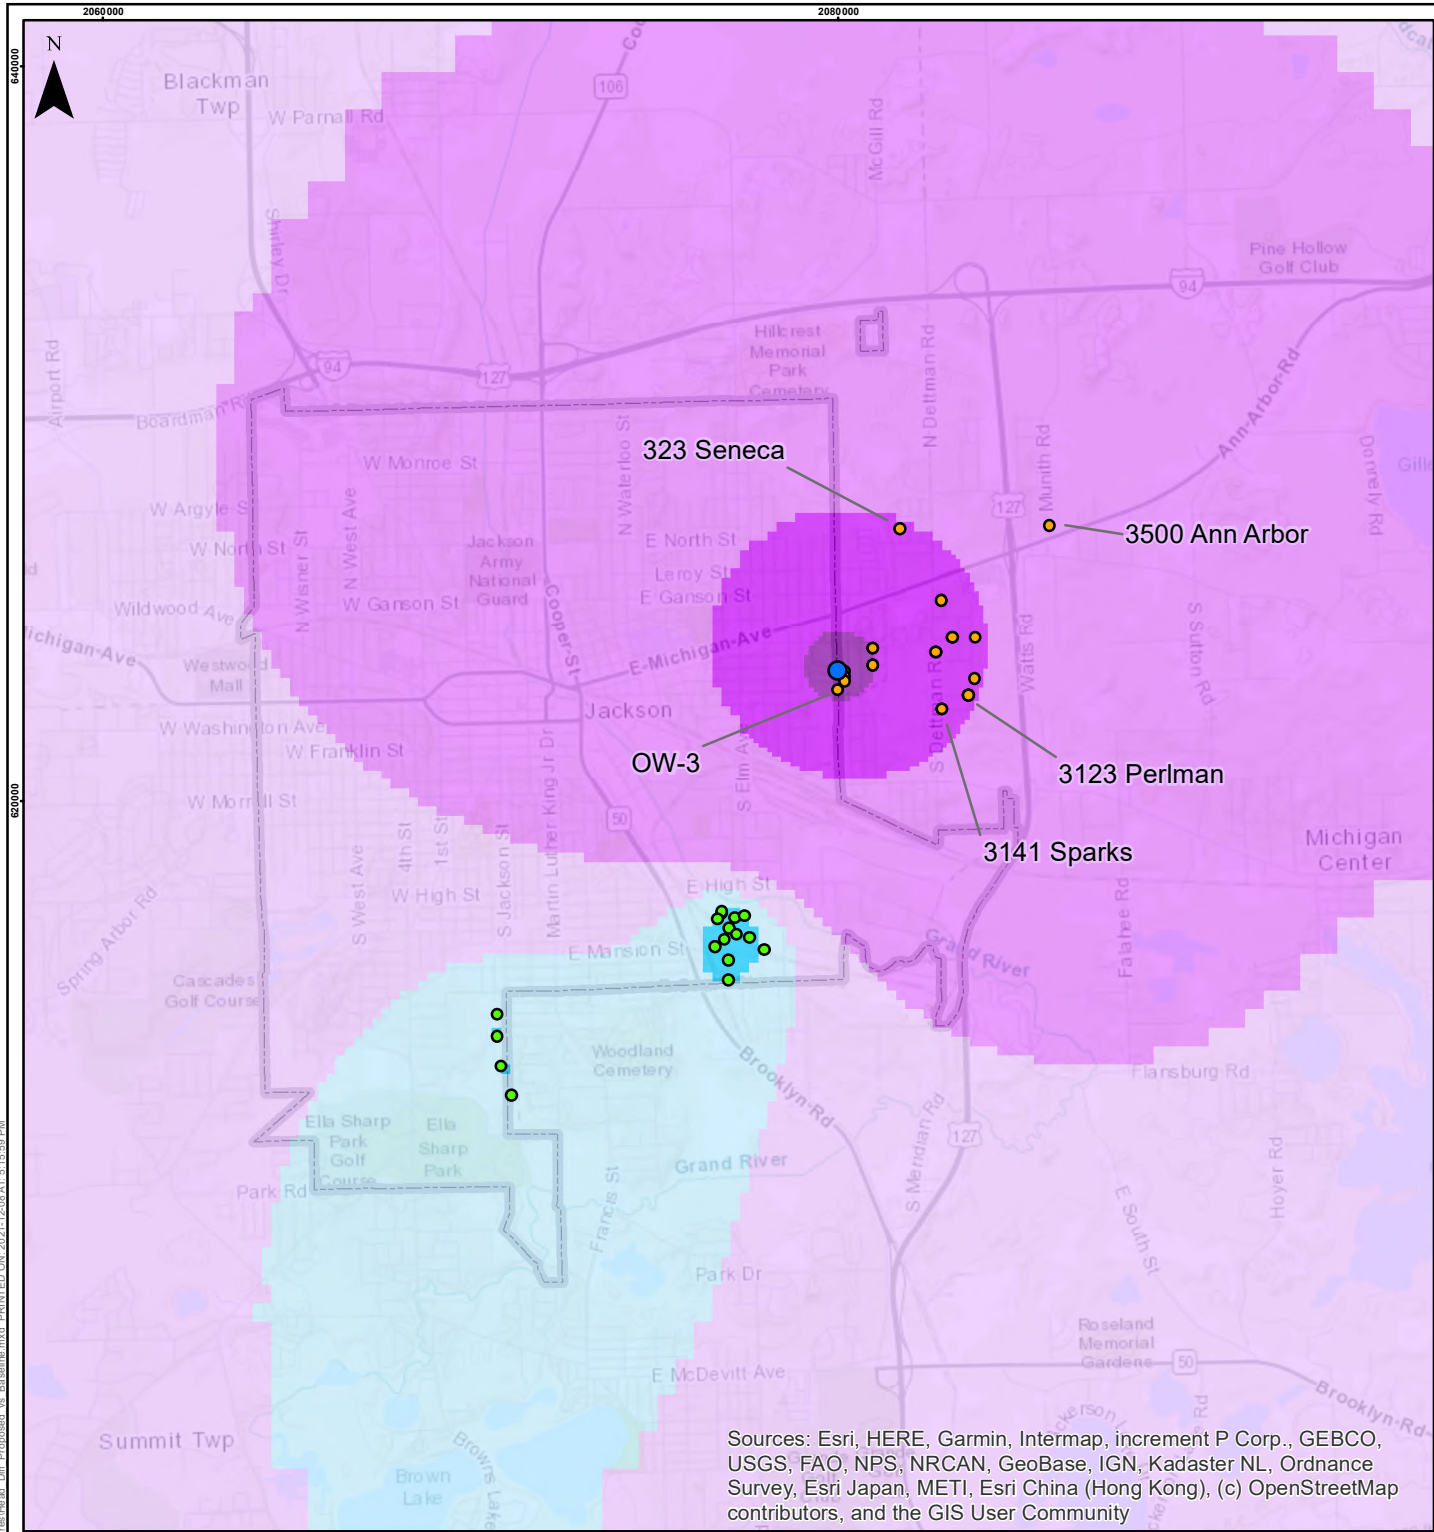 2060000
2080000
640000
620000
N
Blackman
Twp
W Parnall Rd
106
McGill Rd
Shirley Dr
Pine Hollow
Golf Club
94
Airport Rd
94
127
Hillcrest
Memorial
Park
Cemetery
N Dettman Rd
Ann-Arbor-Rd
Boardman Rd
323 Seneca
W Monroe St
N Waterloo St
Munith Rd
Donnely Rd
Gille
W Argyle S
N West Ave
127
3500 Ann Arbor
W North St
N Wisner St
Jackson
Army
National
Guard
E North St
Leroy St
E Ganson St
W Ganson St
Wildwood Ave
Cooper-St
E-Michigan-Ave
Michigan-Ave
Westwood
Mall
Watts Rd
S Sutton Rd
S Dettman R
Jackson
W Washington Ave
W Franklin St
OW-3
S Elm Ave
3123 Perlman
W Morrell St
50
3141 Sparks
Michigan
Center
4th St
1st St
S West Ave
S Jackson St
Martin Luther King Jr Dr
W High St
E High St
Spring Arbor Rd
E Mansion St
Grand River
Falahee Rd
Cascades
Golf Course
Woodland
Cemetery
Brooklyn-Rd
Flansburg Rd
Ella Sharp
Park
Golf
Course
Ella
Sharp
Park
127
S Meridian Rd
Hoyer Rd
Grand River
Park Rd
Francis St
E South St
Park Dr
Roseland
Memorial
Gardens
50
E McDevitt Ave
Brooklyn-Rd
Summit Twp
Brown
Lake
Browns Lake
Sources: Esri, HERE, Garmin, Intermap, increment P Corp., GEBCO,
USGS, FAO, NPS, NRCAN, GeoBase, IGN, Kadaster NL, Ordnance
Survey, Esri Japan, METI, Esri China (Hong Kong), (c) OpenStreetMap
contributors, and the GIS User Community